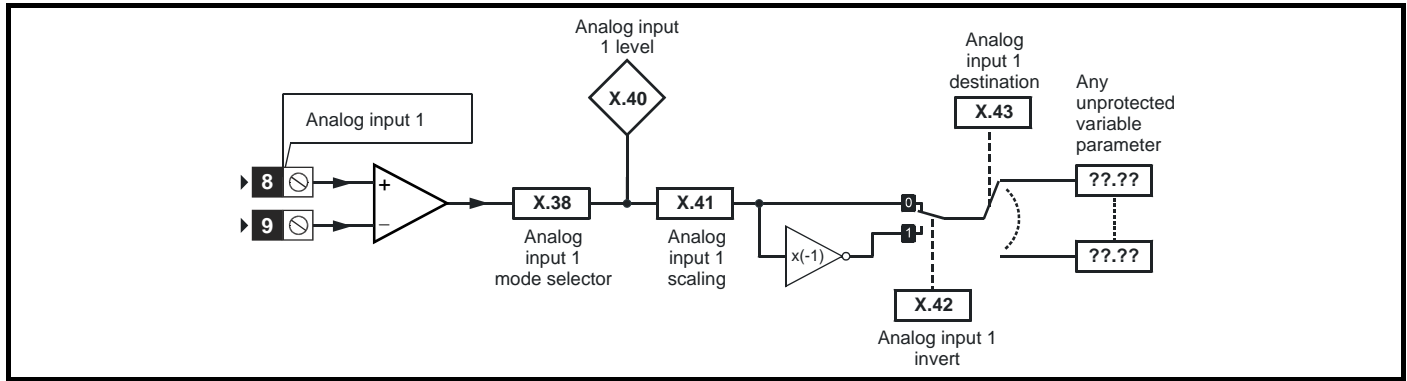 Analog input
1 level
X.40
Analog
input 1
destination
X.43
Any
unprotected
variable
parameter
??.??
??.??
Analog input 1
8
9
+
−
X.38
Analog
input 1
mode selector
X.41
Analog
input 1
scaling
x(-1)
0
1
X.42
Analog input 1
invert